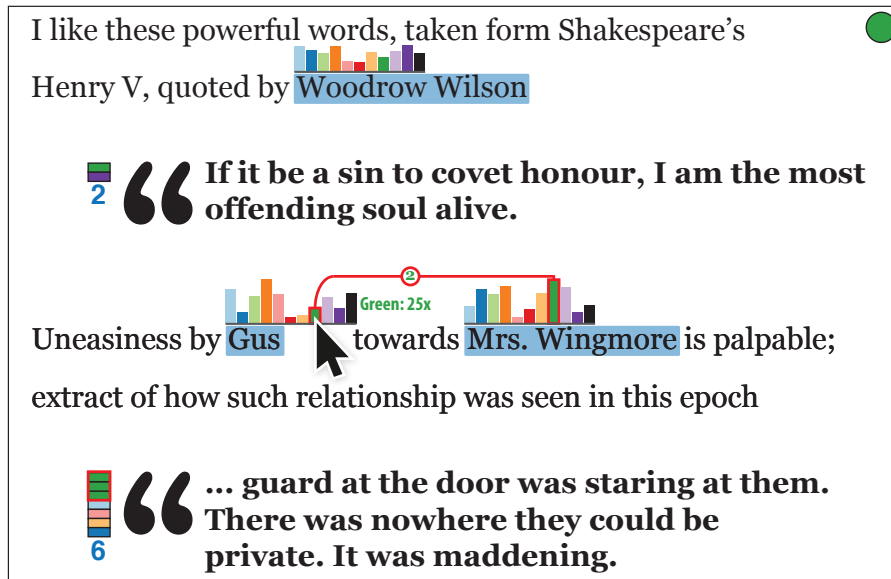 I like these powerful words, taken form Shakespeare's
Henry V, quoted by Woodrow Wilson
2 “ If it be a sin to covet honour, I am the most
offending soul alive.
2
Green: 25x
Uneasiness by Gus towards Mrs. Wingmore is palpable;
extract of how such relationship was seen in this epoch
6 “ ... guard at the door was staring at them.
There was nowhere they could be
private. It was maddening.